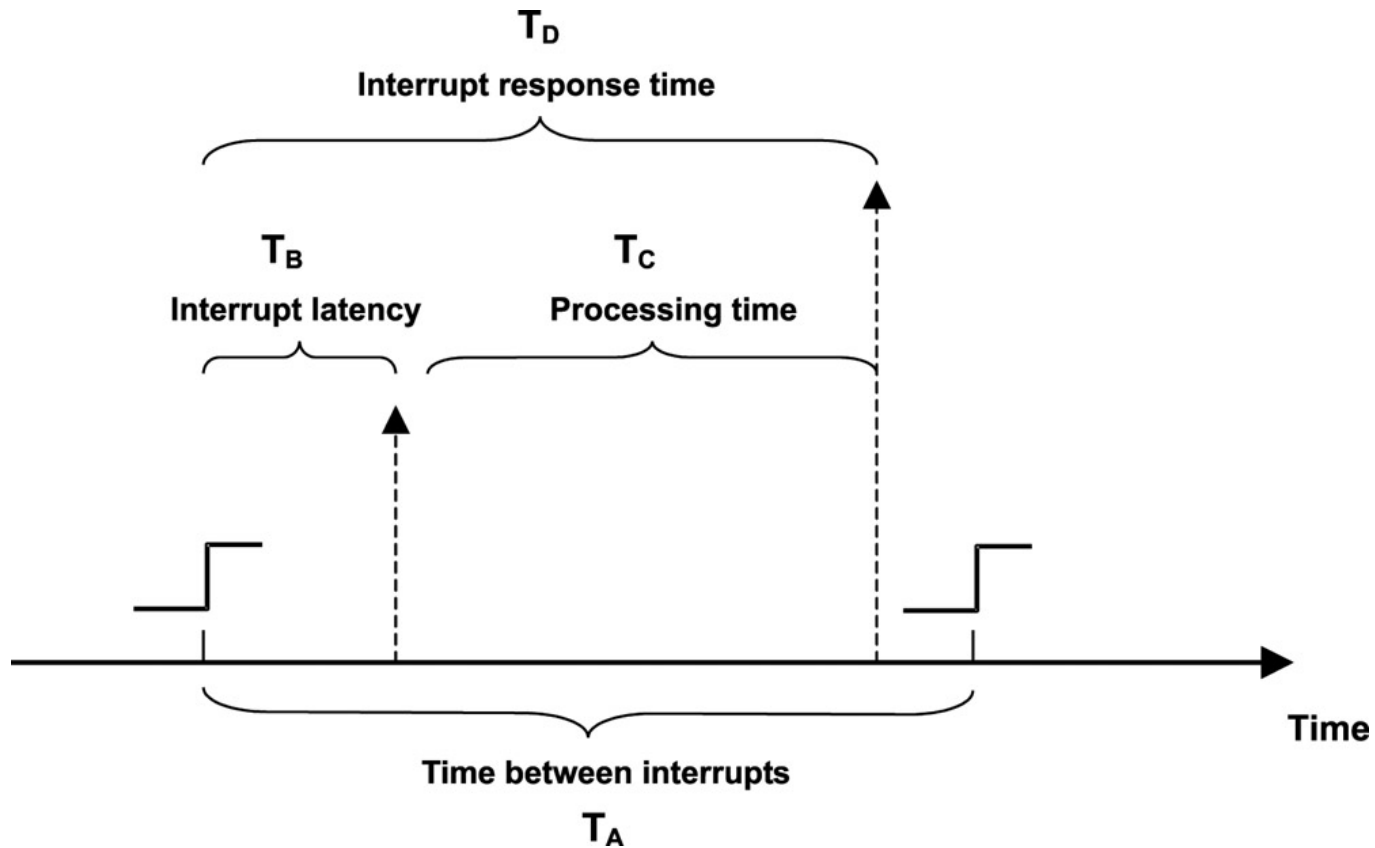 T_D
Interrupt response time
T_B
T_C
Interrupt latency
Processing time
Time
Time between interrupts
T_A